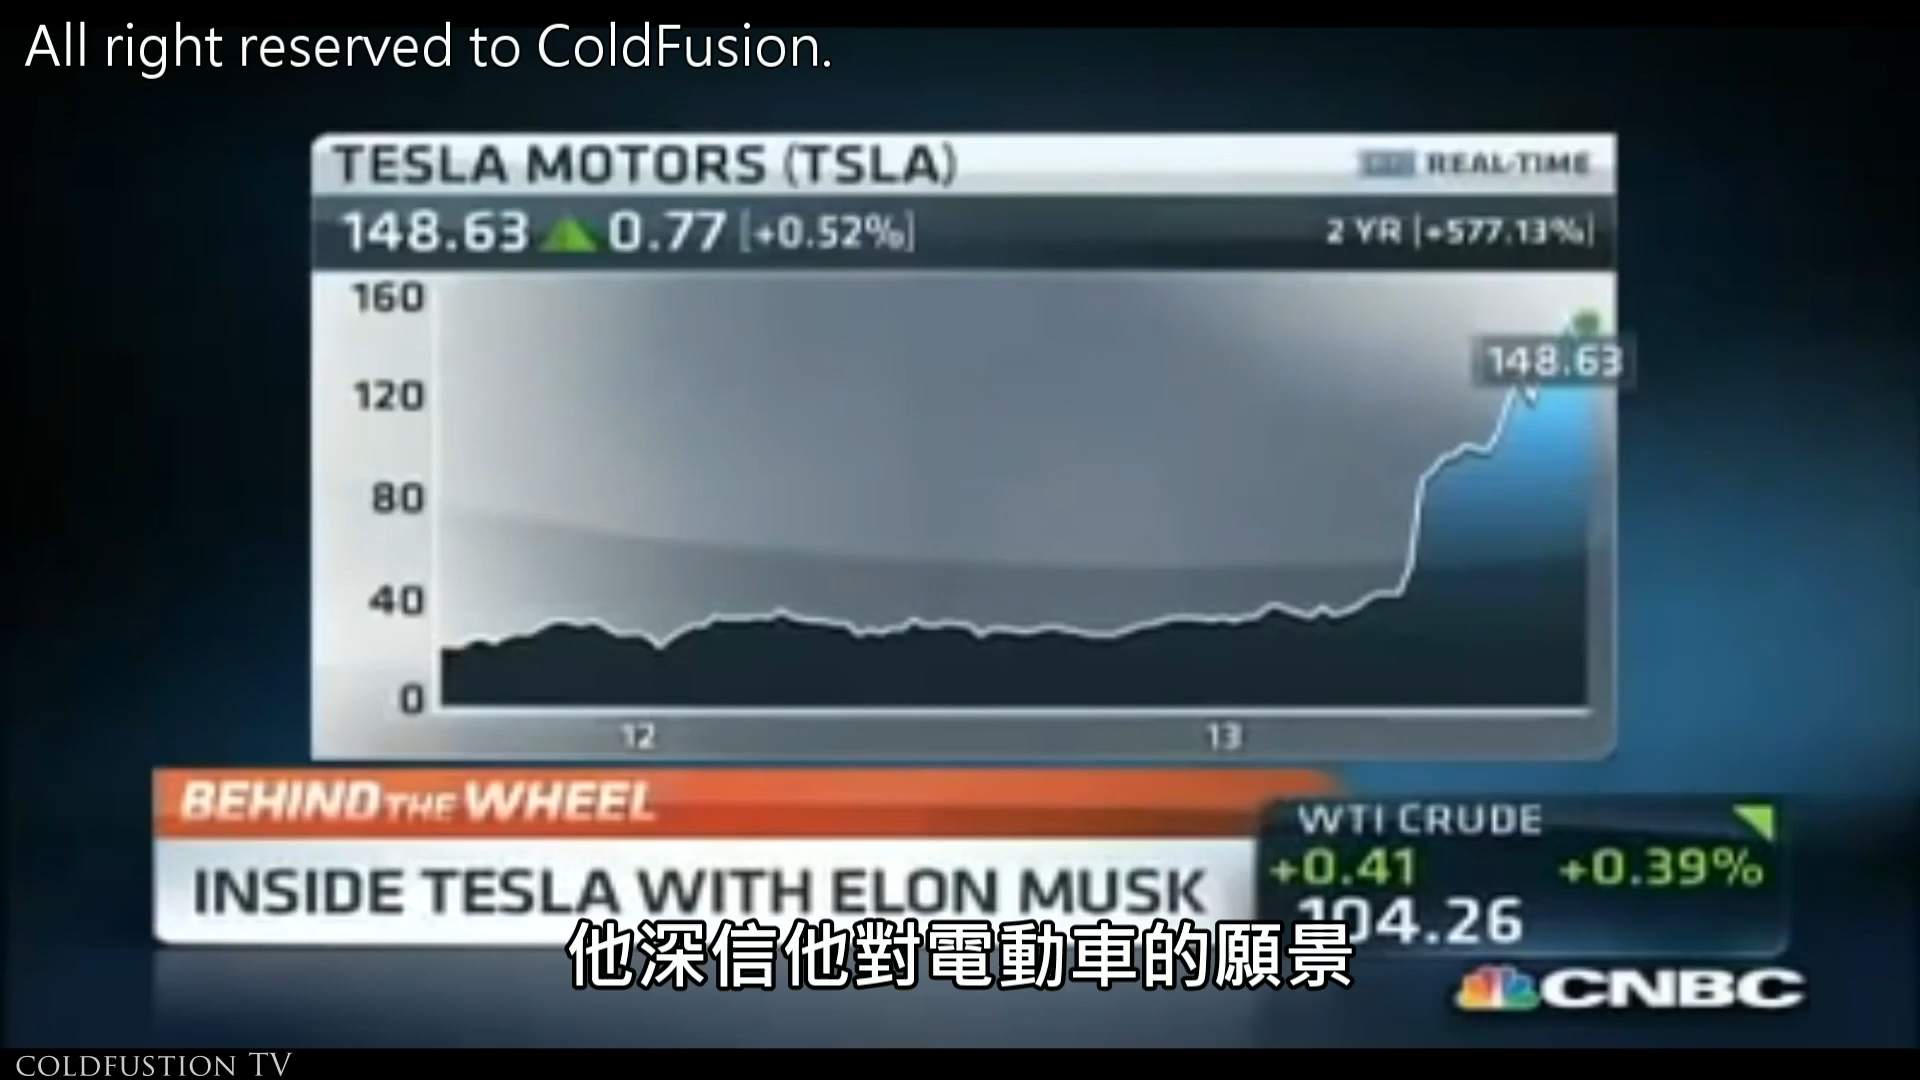 All right reserved to ColdFusion.
TESLA MOTORS (TSLA)
REAL-TIME
148.63 ▲ 0.77 [+0.52%]
2 YR [+577.13%]
160
148.63
120
80
40
0
12
13
BEHIND THE WHEEL
INSIDE TESLA WITH ELON MUSK
WTI CRUDE
+0.41 +0.39%
104.26
他深信他對電動車的願景
CNBC
COLDFUSTION TV